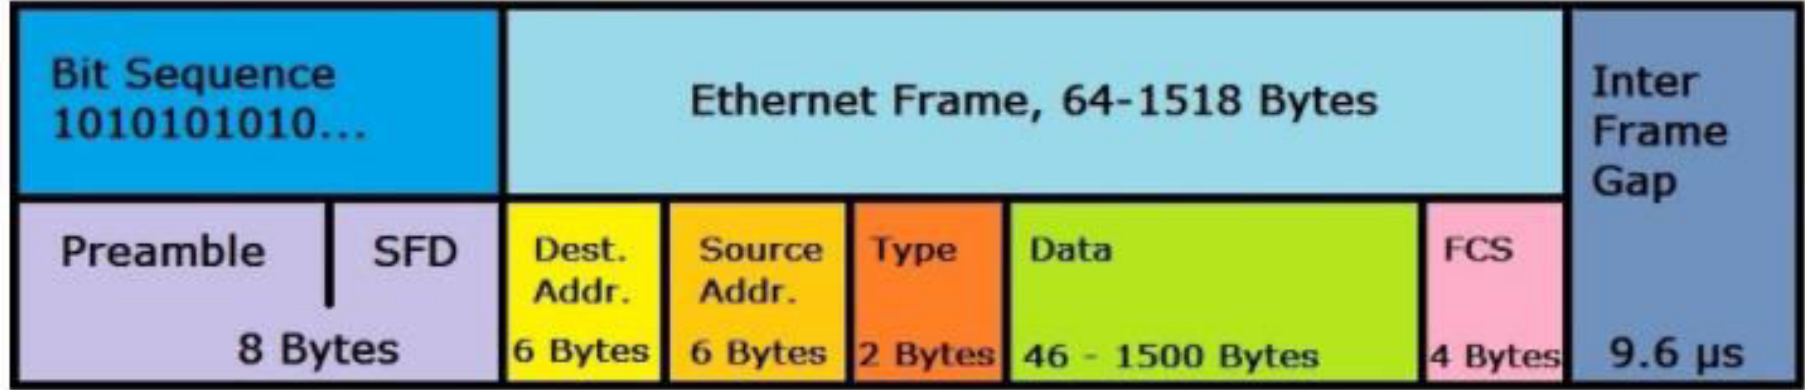 Bit Sequence
1010101010...
Ethernet Frame, 64-1518 Bytes
Inter
Frame
Gap
9.6 µs
Preamble
SFD
8 Bytes
Dest.
Addr.
6 Bytes
Source
Addr.
6 Bytes
Type
2 Bytes
Data
46 - 1500 Bytes
FCS
4 Bytes